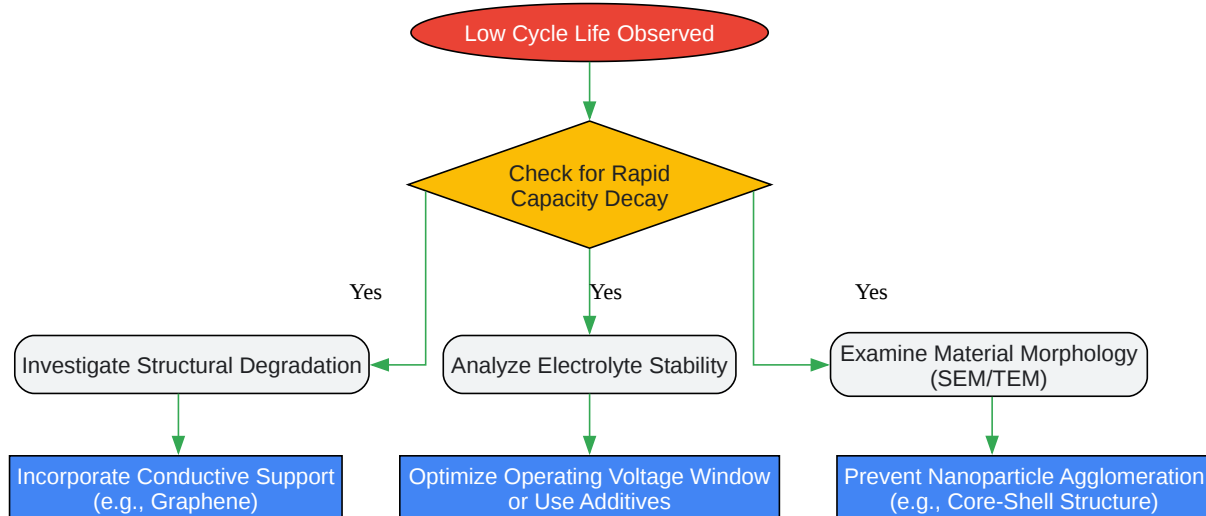 Low Cycle Life Observed
Check for Rapid
Capacity Decay
Yes
Yes
Yes
Investigate Structural Degradation
Analyze Electrolyte Stability
Examine Material Morphology
(SEM/TEM)
Incorporate Conductive Support
(e.g., Graphene)
Optimize Operating Voltage Window
or Use Additives
Prevent Nanoparticle Agglomeration
(e.g., Core-Shell Structure)